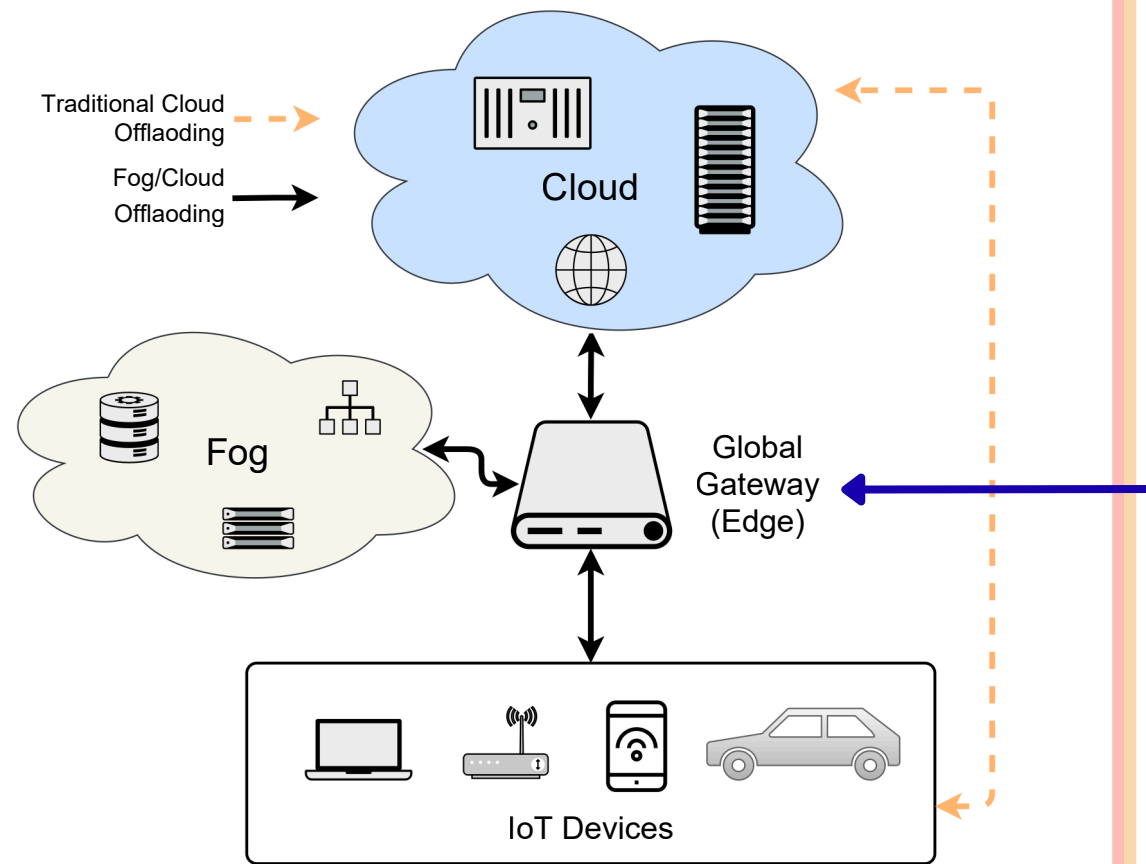 Traditional Cloud
Offlaoding
Fog/Cloud
Offlaoding
Cloud
Fog
Global
Gateway
(Edge)
IoT Devices